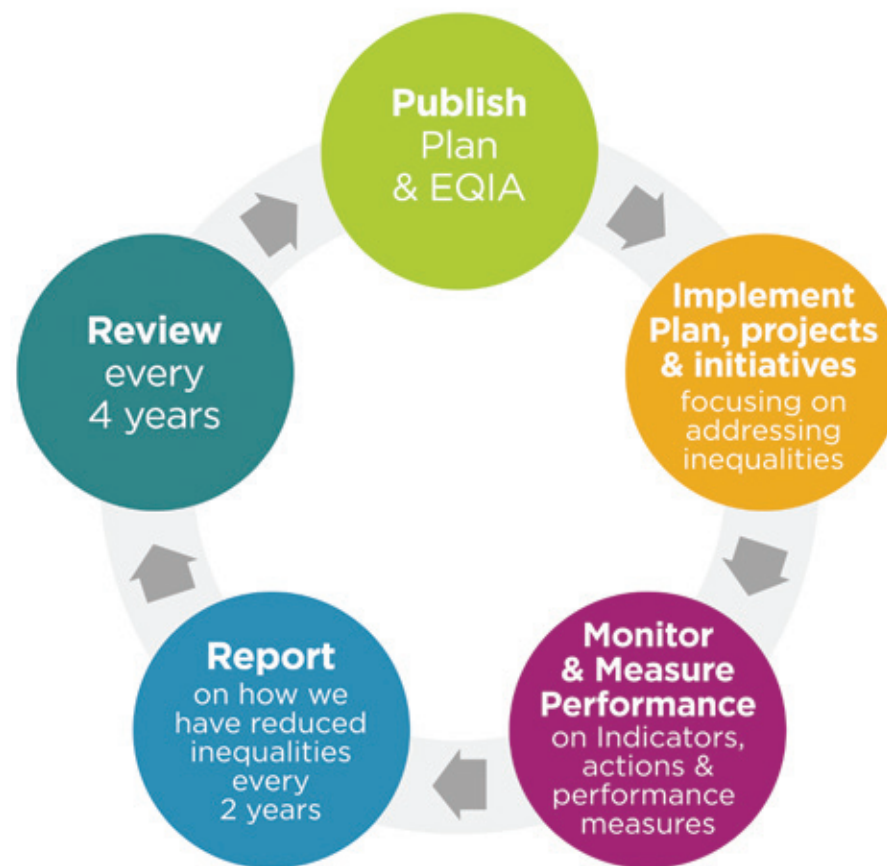 Publish
Plan
& EQIA
Implement
Plan, projects
& initiatives
focusing on
addressing
inequalities
Monitor
& Measure
Performance
on Indicators,
actions &
performance
measures
Report
on how we
have reduced
inequalities
every
2 years
Review
every
4 years